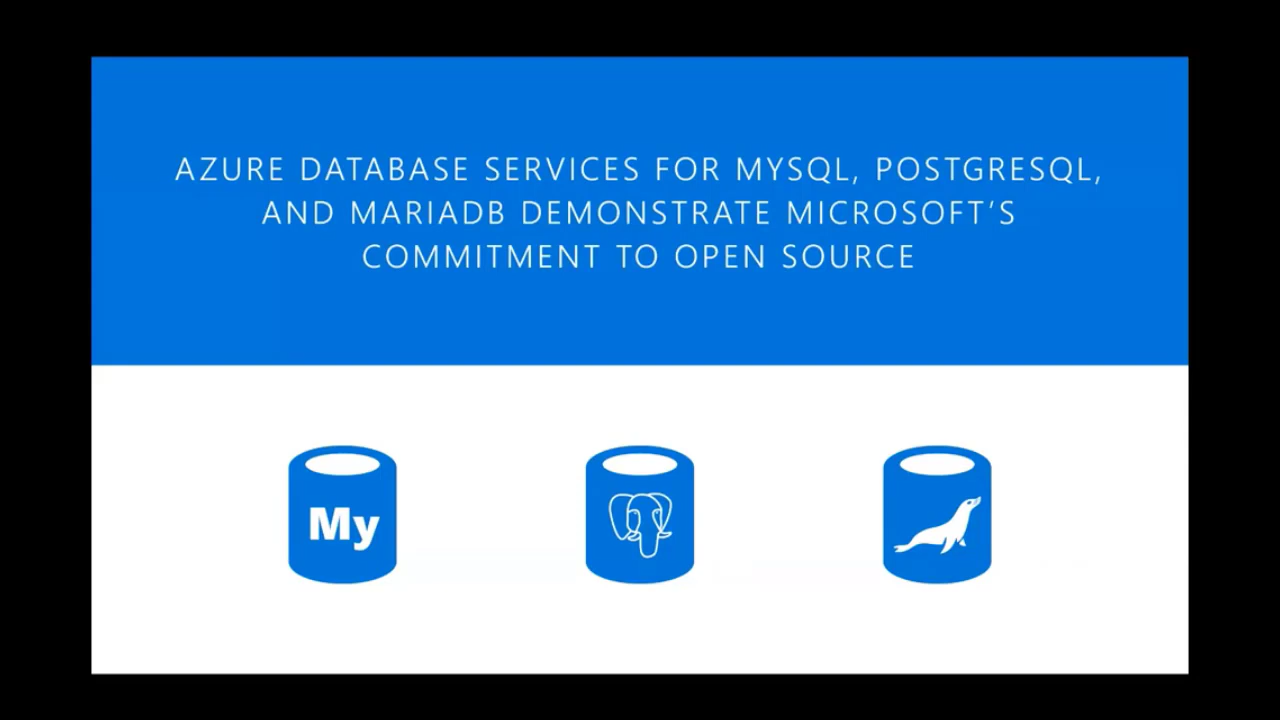 AZURE DATABASE SERVICES FOR MYSQL, POSTGRESQL,
AND MARIADB DEMONSTRATE MICROSOFT’S
COMMITMENT TO OPEN SOURCE
My